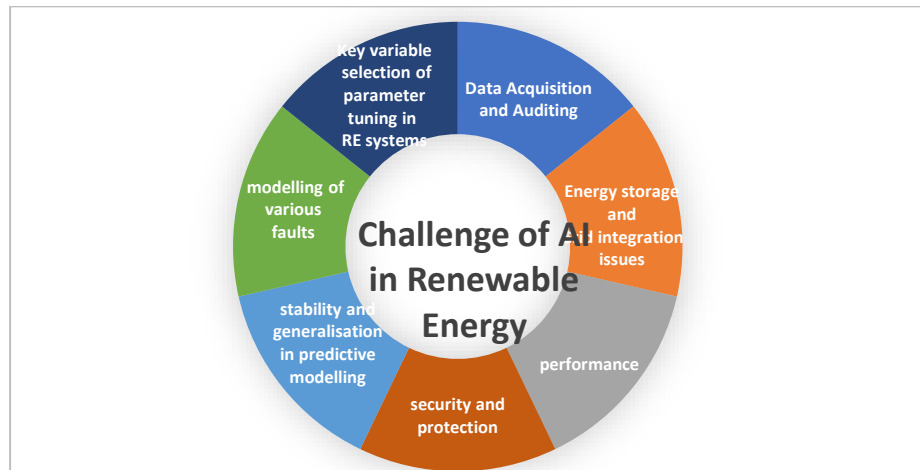 Key variable
selection of
parameter
tuning in
RE systems
Data Acquisition
and Auditing
Energy storage
and
grid integration
issues
performance
security and
protection
stability and
generalisation
in predictive
modelling
modelling of
various
faults
Challenge of AI
in Renewable
Energy